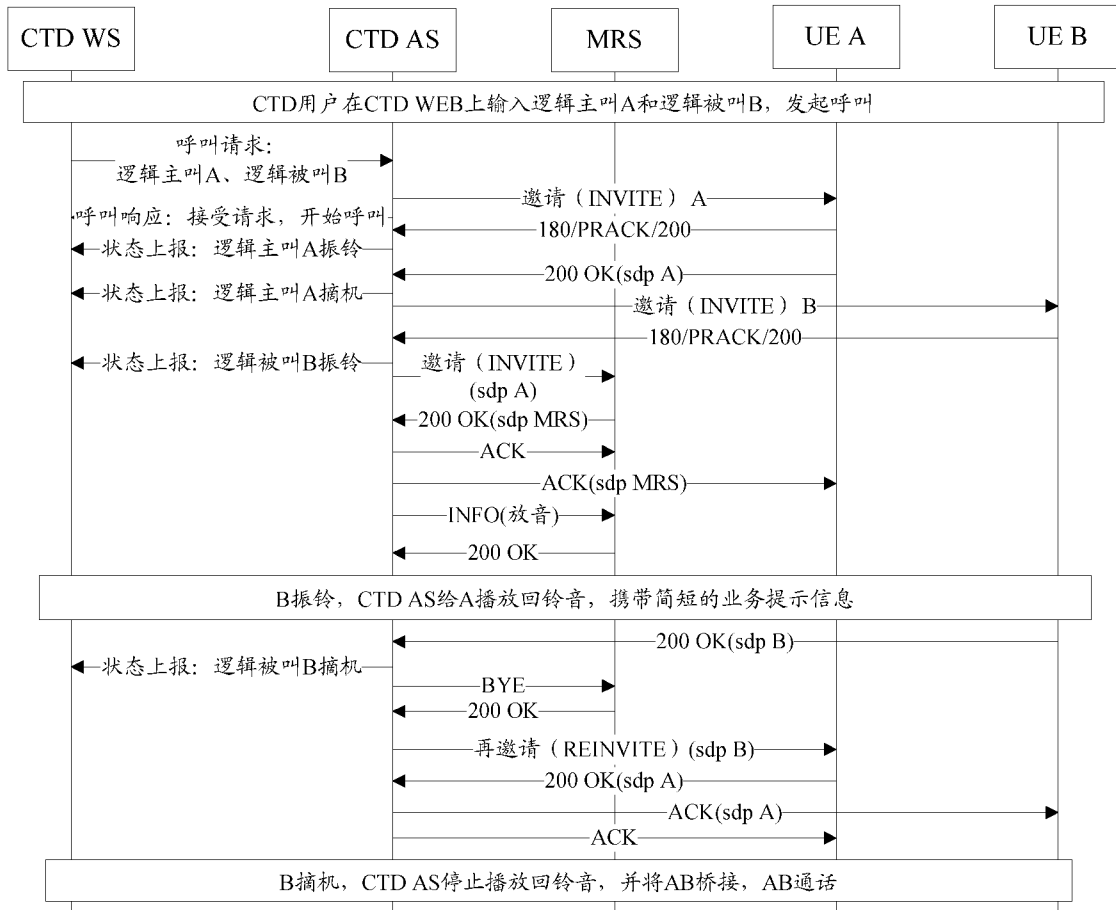 CTD WS
CTD AS
MRS
UE A
UE B
CTD用户在CTD WEB上输入逻辑主叫A和逻辑被叫B，发起呼叫
呼叫请求：
逻辑主叫A、逻辑被叫B
邀请（INVITE）A
呼叫响应：接受请求，开始呼叫
180/PRACK/200
状态上报：逻辑主叫A振铃
200 OK(sdp A)
状态上报：逻辑主叫A摘机
邀请（INVITE）B
180/PRACK/200
状态上报：逻辑被叫B振铃
邀请（INVITE）
(sdp A)
200 OK(sdp MRS)
ACK
ACK(sdp MRS)
INFO(放音)
200 OK
B振铃，CTD AS给A播放回铃音，携带简短的业务提示信息
200 OK(sdp B)
状态上报：逻辑被叫B摘机
BYE
200 OK
再邀请（REINVITE）(sdp B)
200 OK(sdp A)
ACK(sdp A)
ACK
B摘机，CTD AS停止播放回铃音，并将AB桥接，AB通话